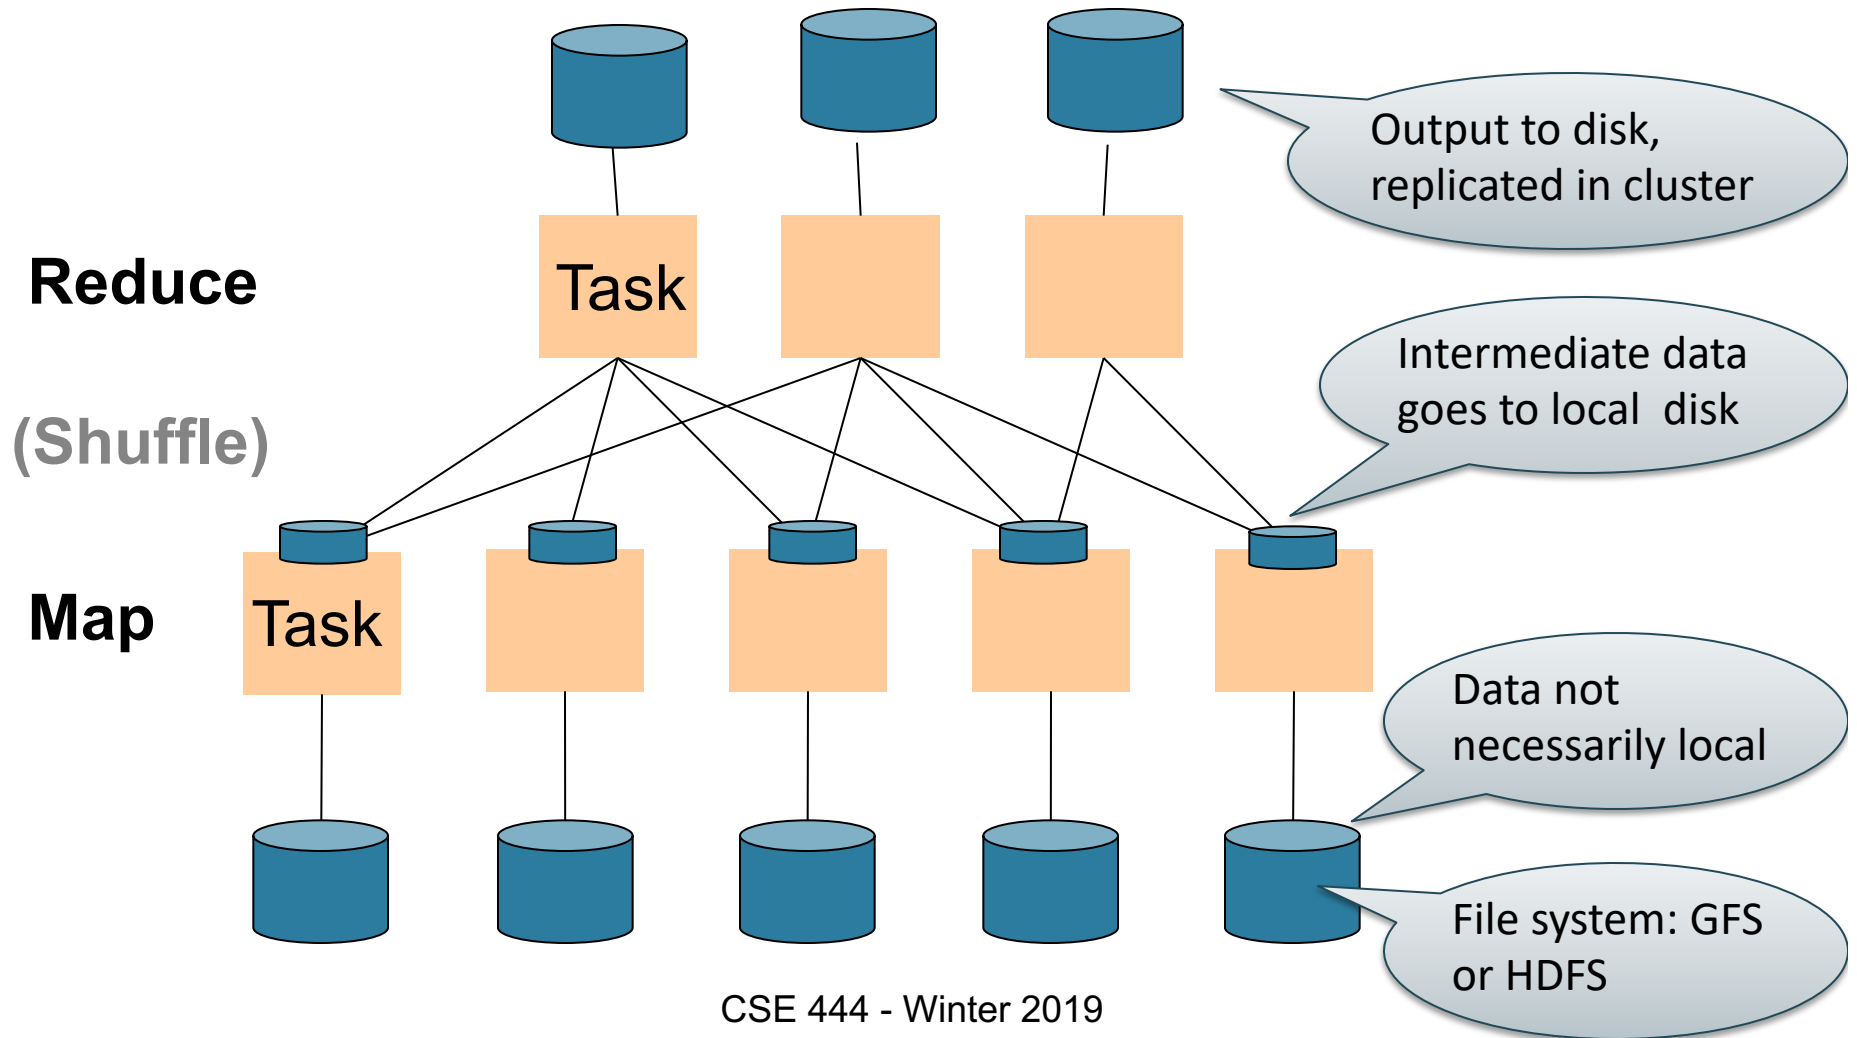 Output to disk,
replicated in cluster
Reduce
Task
Intermediate data
goes to local  disk
(Shuffle)
Map
Task
Data not
necessarily local
File system: GFS
or HDFS
CSE 444 - Winter 2019